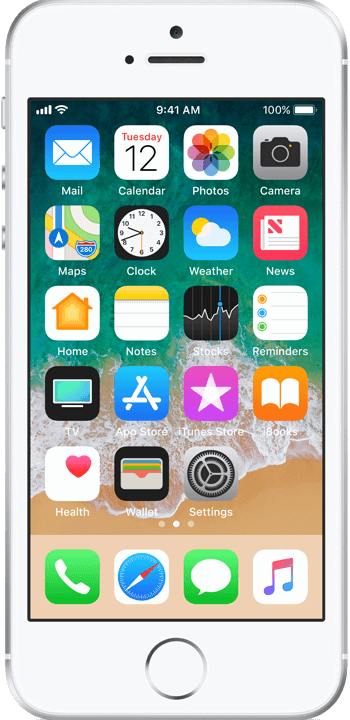 9:41 AM 100%
Tuesday
12
Mail Calendar Photos Camera
280
Maps Clock Weather News
Home Notes Stocks Reminders
TV App Store iTunes Store iBooks
Health Wallet Settings